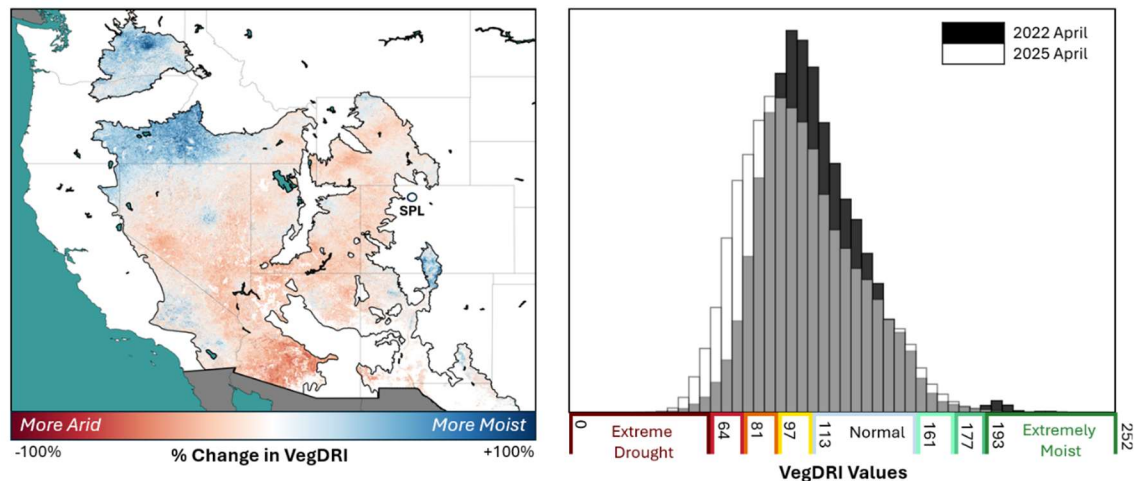 SPL
More Arid
More Moist
-100%
% Change in VegDRI
+100%
2022 April
2025 April
0
Extreme
Drought
64
81
97
113
Normal
161
177
193
Extremely
Moist
252
VegDRI Values